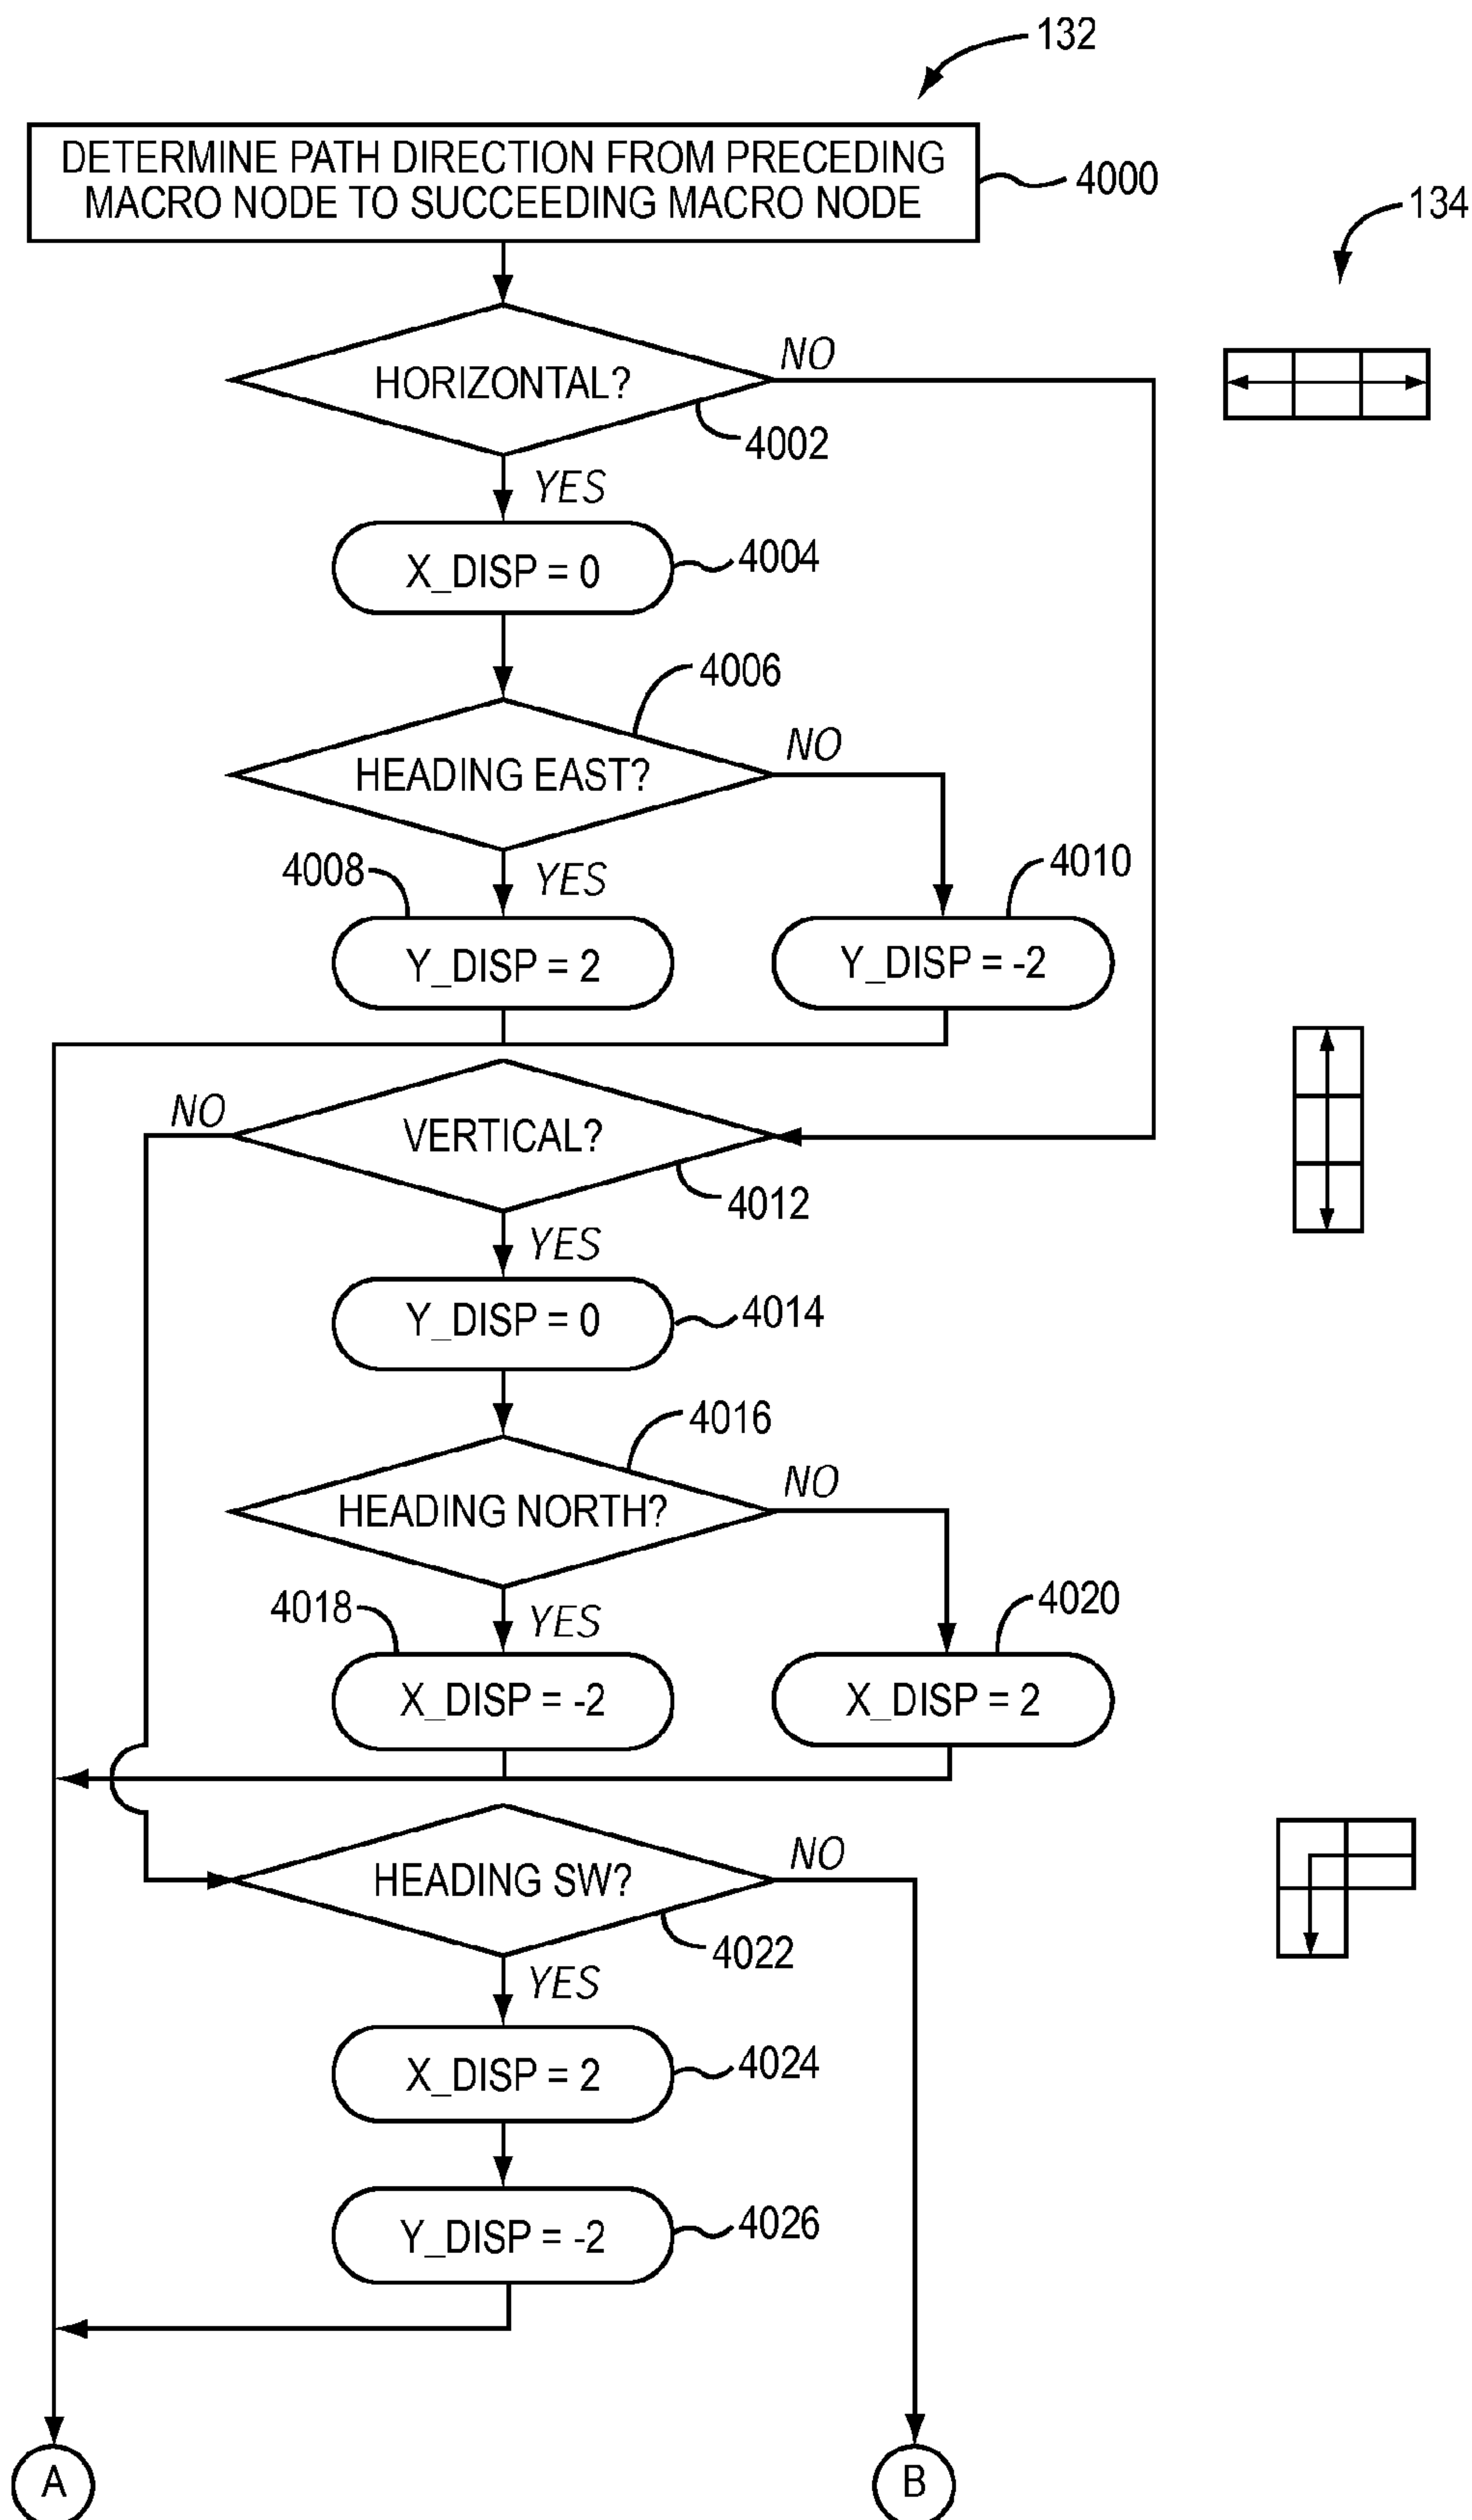 132
DETERMINE PATH DIRECTION FROM PRECEDING
MACRO NODE TO SUCCEEDING MACRO NODE
4000
134
HORIZONTAL?
NO
4002
YES
X_DISP = 0
4004
4006
HEADING EAST?
NO
4008
YES
4010
Y_DISP = 2
Y_DISP = -2
NO
VERTICAL?
4012
YES
Y_DISP = 0
4014
4016
HEADING NORTH?
NO
4018
YES
4020
X_DISP = -2
X_DISP = 2
HEADING SW?
NO
4022
YES
X_DISP = 2
4024
Y_DISP = -2
4026
A
B